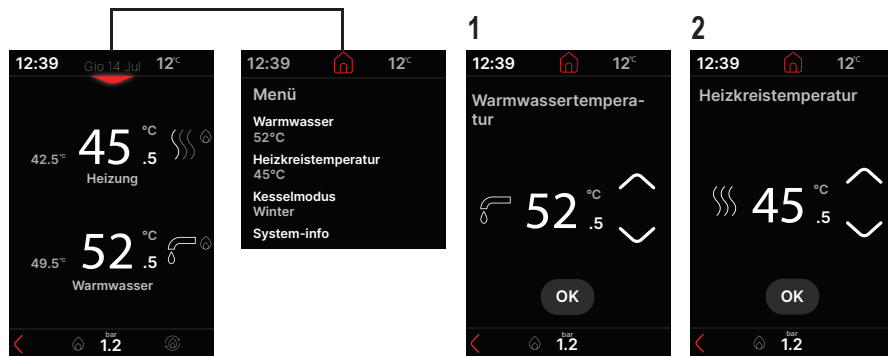 12:39 Gio 14 Jul 12°C
42.5°C 45.5 °C
Heizung
49.5°C 52.5 °C
Warmwasser
bar
1.2
12:39 12°C
Menü
Warmwasser
52°C
Heizkreistemperatur
45°C
Kesselmodus
Winter
System-info
1
12:39 12°C
Warmwassertempera-
tur
52.5 °C
OK
bar
1.2
2
12:39 12°C
Heizkreistemperatur
45.5 °C
OK
bar
1.2